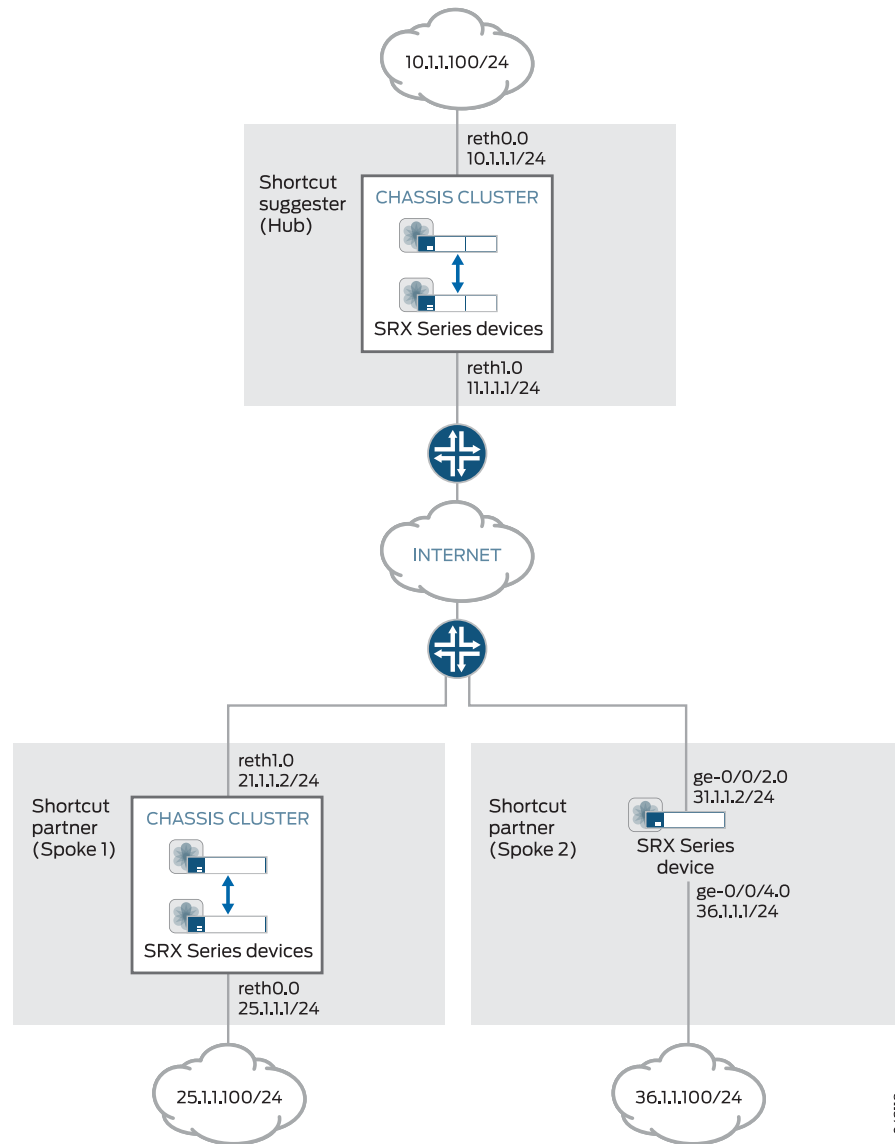 10.1.1.100/24
reth0.0
10.1.1.1/24
Shortcut
suggester
(Hub)
CHASSIS CLUSTER
SRX Series devices
reth1.0
11.1.1.1/24
INTERNET
reth1.0
21.1.1.2/24
Shortcut
partner
(Spoke 1)
CHASSIS CLUSTER
SRX Series devices
reth0.0
25.1.1.1/24
25.1.1.100/24
ge-0/0/2.0
31.1.1.2/24
Shortcut
partner
(Spoke 2)
SRX Series
device
ge-0/0/4.0
36.1.1.1/24
36.1.1.100/24